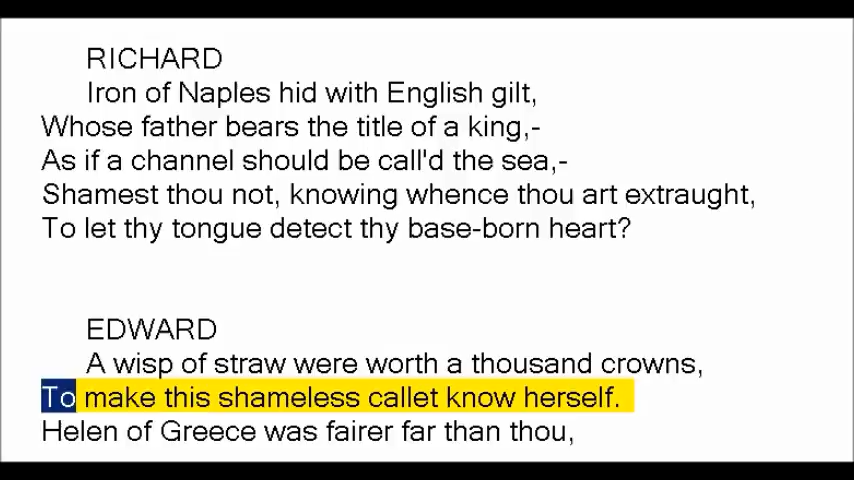 RICHARD
Iron of Naples hid with English gilt,
Whose father bears the title of a king,-
As if a channel should be call'd the sea,-
Shamest thou not, knowing whence thou art extraught,
To let thy tongue detect thy base-born heart?
EDWARD
A wisp of straw were worth a thousand crowns,
To make this shameless callet know herself.
Helen of Greece was fairer far than thou,